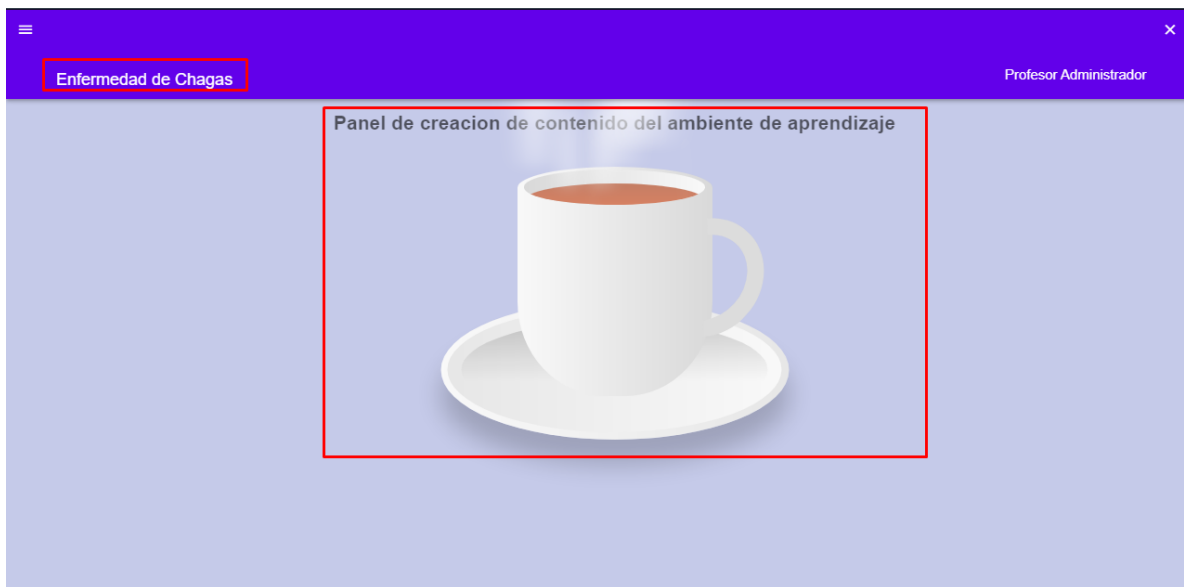 Enfermedad de Chagas
Profesor Administrador
Panel de creacion de contenido del ambiente de aprendizaje